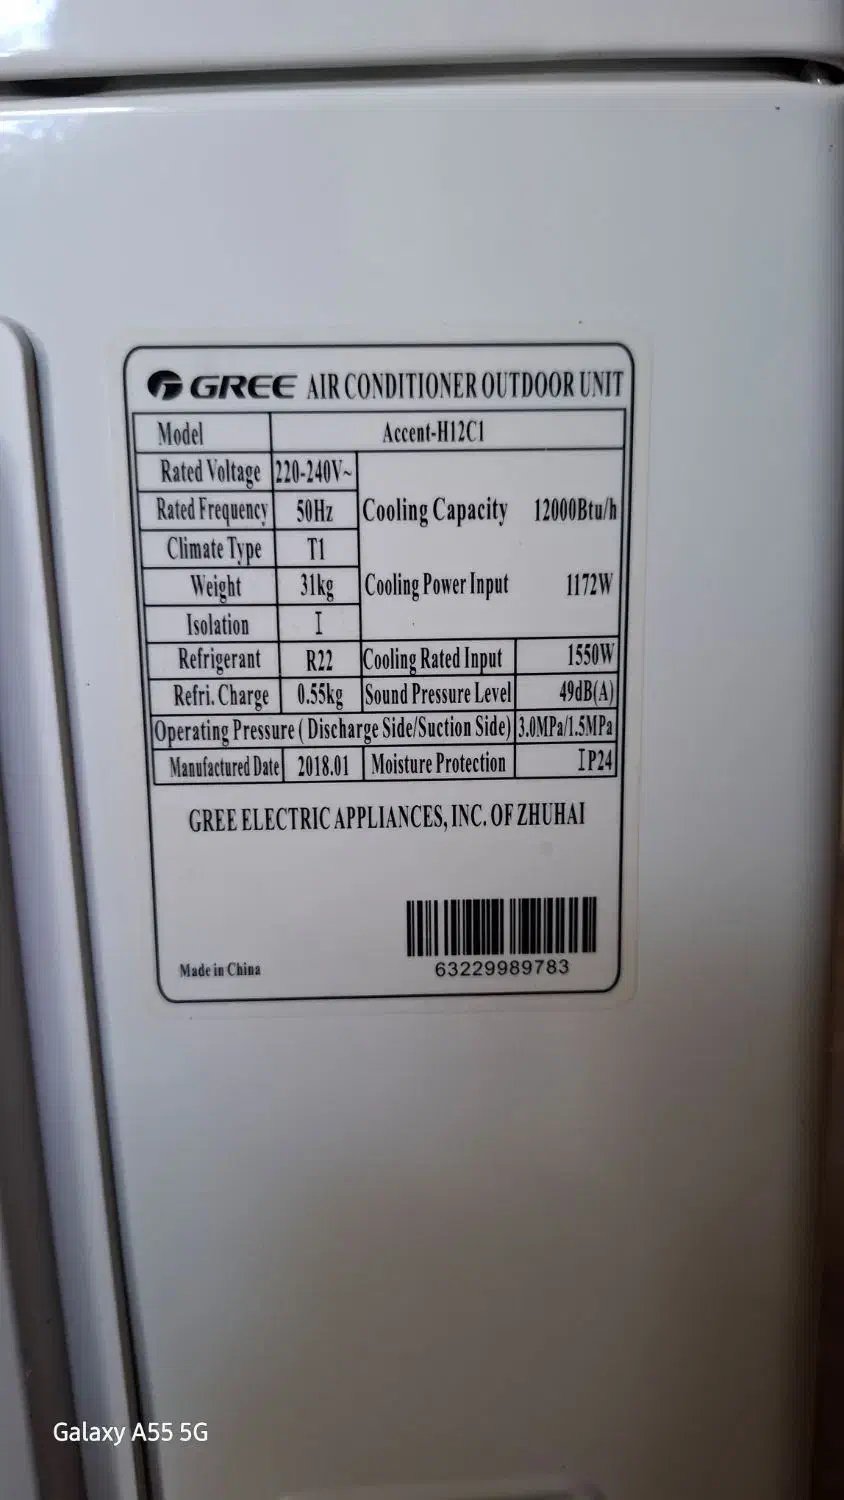 GREE AIR CONDITIONER OUTDOOR UNIT
Model Accent-H12C1
Rated Voltage 220-240V~
Rated Frequency 50Hz Cooling Capacity 12000Btu/h
Climate Type T1
Weight 31kg Cooling Power Input 1172W
Isolation I
Refrigerant R22 Cooling Rated Input 1550W
Refri. Charge 0.55kg Sound Pressure Level 49dB(A)
Operating Pressure ( Discharge Side/Suction Side) 3.0MPa/1.5MPa
Manufactured Date 2018.01 Moisture Protection IP24
GREE ELECTRIC APPLIANCES, INC. OF ZHUHAI
Made in China 63229989783
Galaxy A55 5G